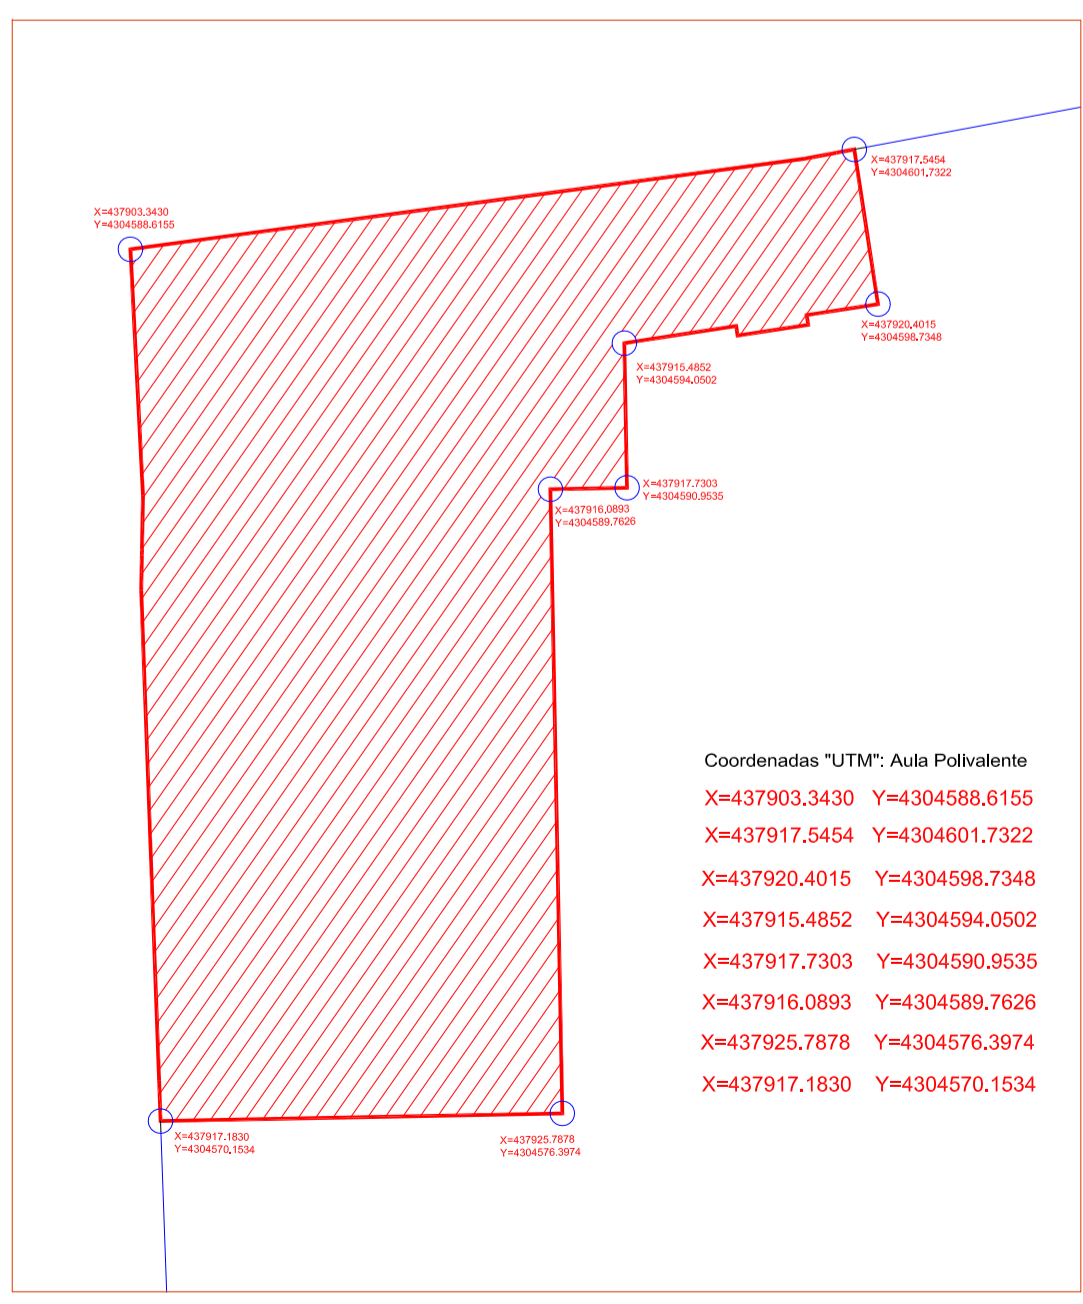 X=437917.5454
Y=4304601.7322
X=437903.3430
Y=4304588.6155
X=437920.4015
Y=4304598.7348
X=437915.4852
Y=4304594.0502
X=437917.7303
Y=4304590.9535
X=437916.0893
Y=4304589.7626
Coordenadas "UTM": Aula Polivalente
X=437903.3430 Y=4304588.6155
X=437917.5454 Y=4304601.7322
X=437920.4015 Y=4304598.7348
X=437915.4852 Y=4304594.0502
X=437917.7303 Y=4304590.9535
X=437916.0893 Y=4304589.7626
X=437925.7878 Y=4304576.3974
X=437917.1830 Y=4304570.1534
X=437917.1830
Y=4304570.1534
X=437925.7878
Y=4304576.3974